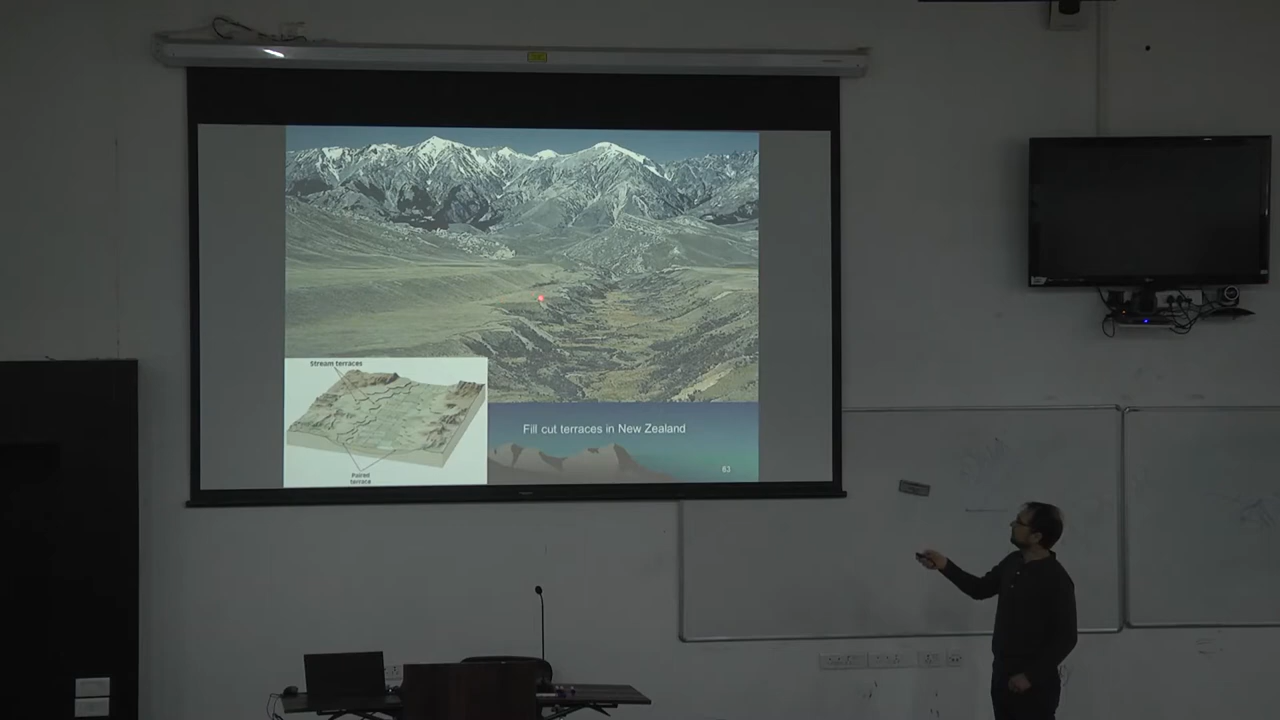 Stream terraces
Paired
terrace
Fill cut terraces in New Zealand
63